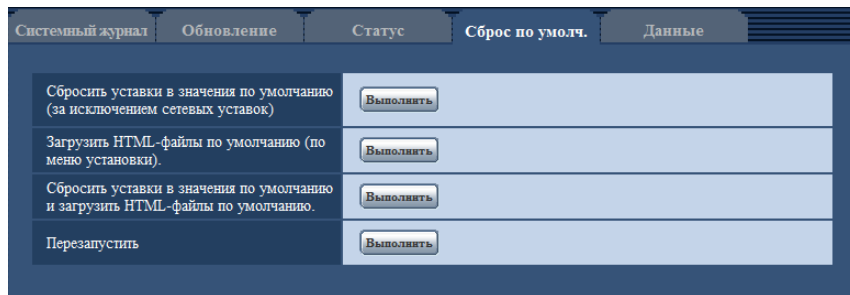 Системный журнал Обновление Статус Сброс по умолч. Данные
Сбросить уставки в значения по умолчанию
(за исключением сетевых уставок)
Выполнить
Загрузить HTML-файлы по умолчанию (по
меню установки).
Выполнить
Сбросить уставки в значения по умолчанию
и загрузить HTML-файлы по умолчанию.
Выполнить
Перезапустить
Выполнить